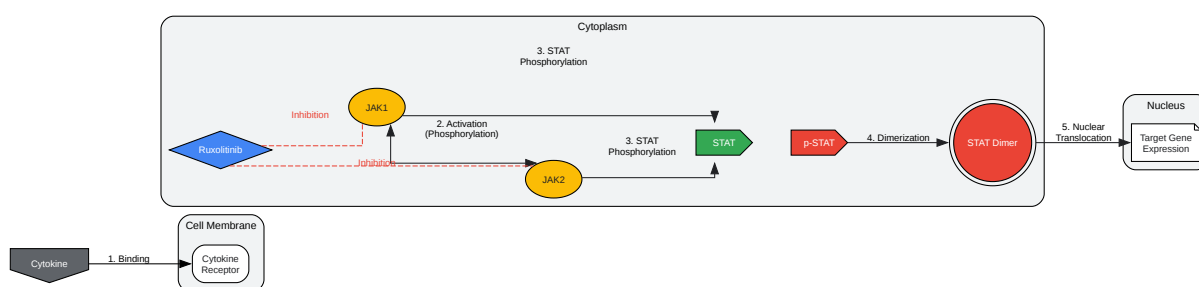 Cytoplasm
3. STAT
Phosphorylation
Inhibition
JAK1
2. Activation
(Phosphorylation)
Ruxolitinib
Inhibition
JAK2
3. STAT
Phosphorylation
STAT
p-STAT
4. Dimerization
STAT Dimer
5. Nuclear
Translocation
Nucleus
Target Gene
Expression
Cell Membrane
Cytokine
1. Binding
Cytokine
Receptor